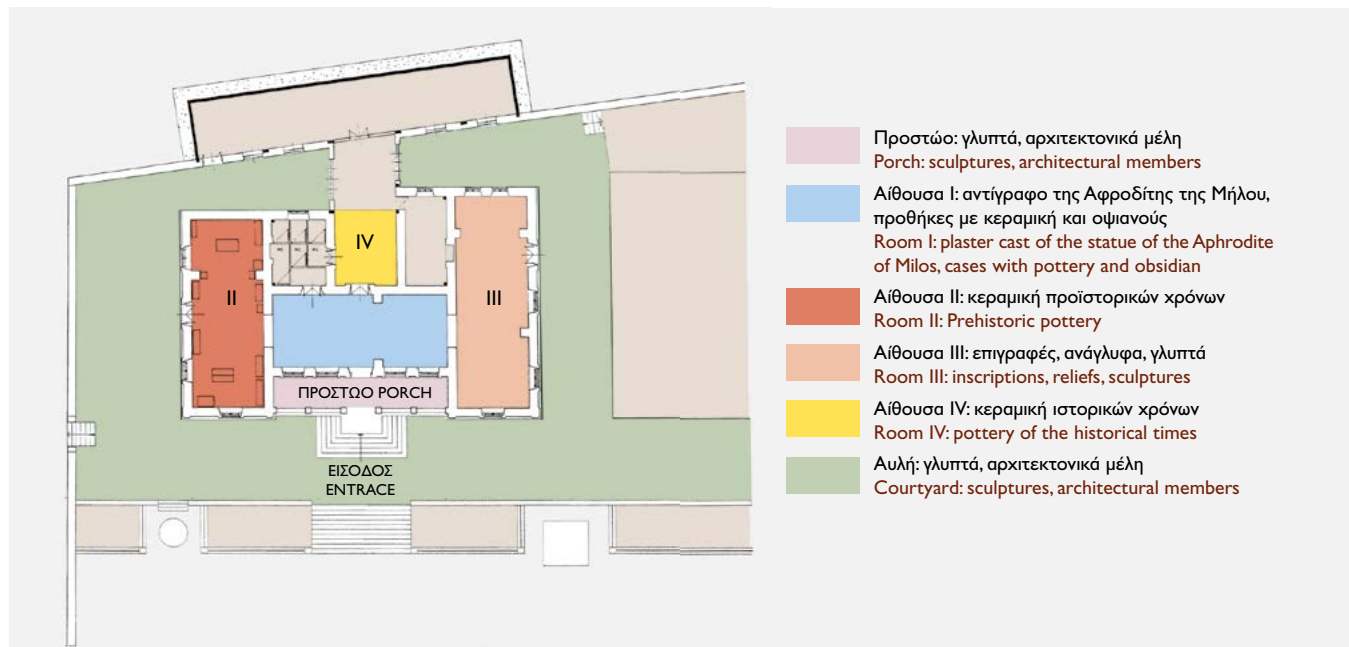 IV
II
III
ΠΡΟΣΤΩΟ PORCH
ΕΙΣΟΔΟΣ
ENTRACE
Προστώο: γλυπτά, αρχιτεκτονικά μέλη
Porch: sculptures, architectural members
Αίθουσα I: αντίγραφο της Αφροδίτης της Μήλου,
προθήκες με κεραμική και οψιανούς
Room I: plaster cast of the statue of the Aphrodite
of Milos, cases with pottery and obsidian
Αίθουσα II: κεραμική προϊστορικών χρόνων
Room II: Prehistoric pottery
Αίθουσα III: επιγραφές, ανάγλυφα, γλυπτά
Room III: inscriptions, reliefs, sculptures
Αίθουσα IV: κεραμική ιστορικών χρόνων
Room IV: pottery of the historical times
Αυλή: γλυπτά, αρχιτεκτονικά μέλη
Courtyard: sculptures, architectural members